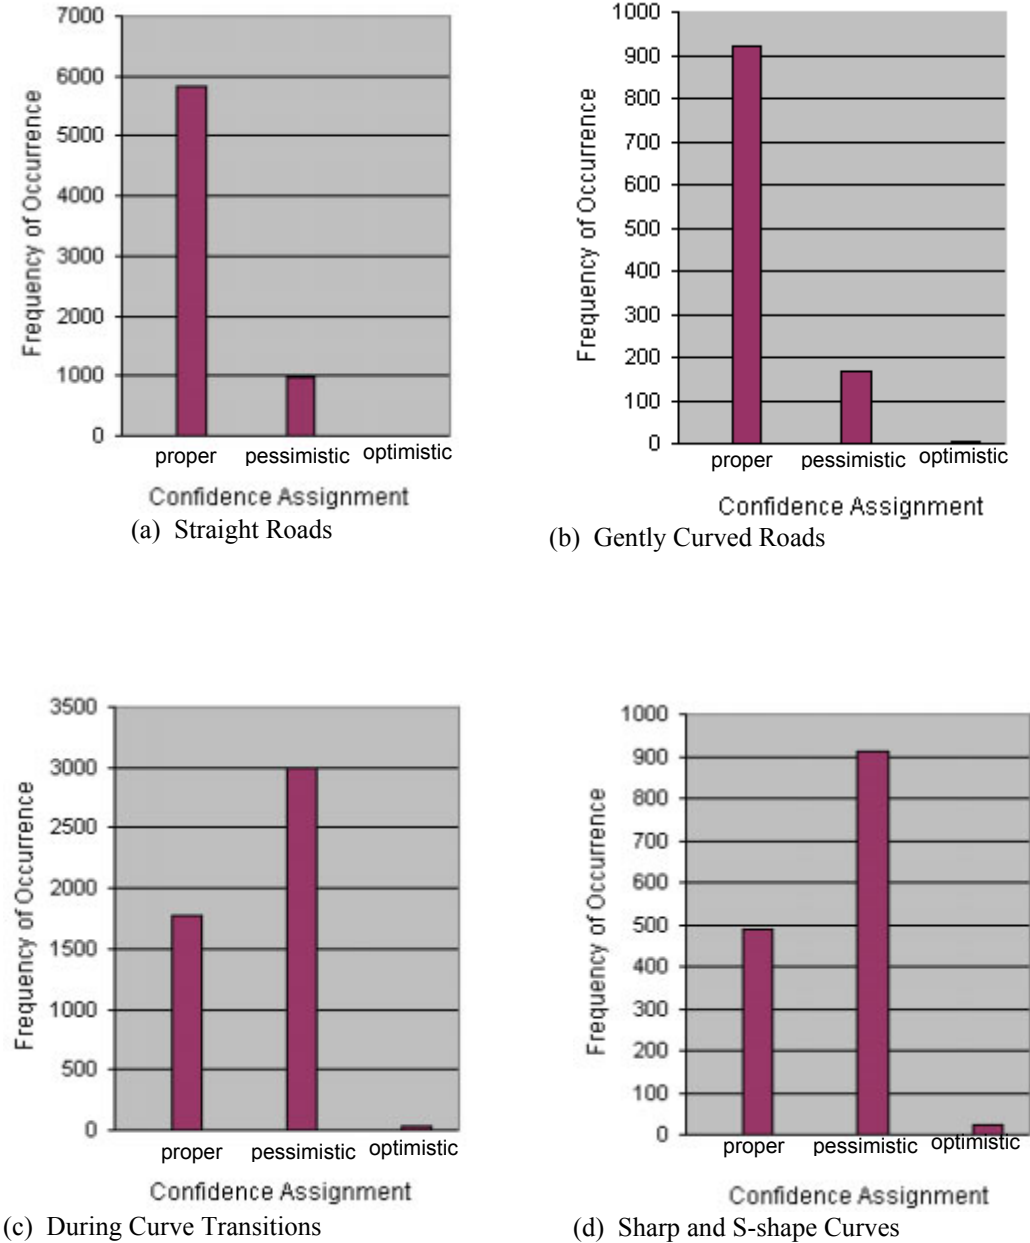 7000
6000
5000
4000
3000
2000
1000
0
Frequency of Occurrence
proper pessimistic optimistic
Confidence Assignment
(a) Straight Roads
1000
900
800
700
600
500
400
300
200
100
0
Frequency of Occurrence
proper pessimistic optimistic
Confidence Assignment
(b) Gently Curved Roads
3500
3000
2500
2000
1500
1000
500
0
Frequency of Occurrence
proper pessimistic optimistic
Confidence Assignment
(c) During Curve Transitions
1000
900
800
700
600
500
400
300
200
100
0
Frequency of Occurrence
proper pessimistic optimistic
Confidence Assignment
(d) Sharp and S-shape Curves